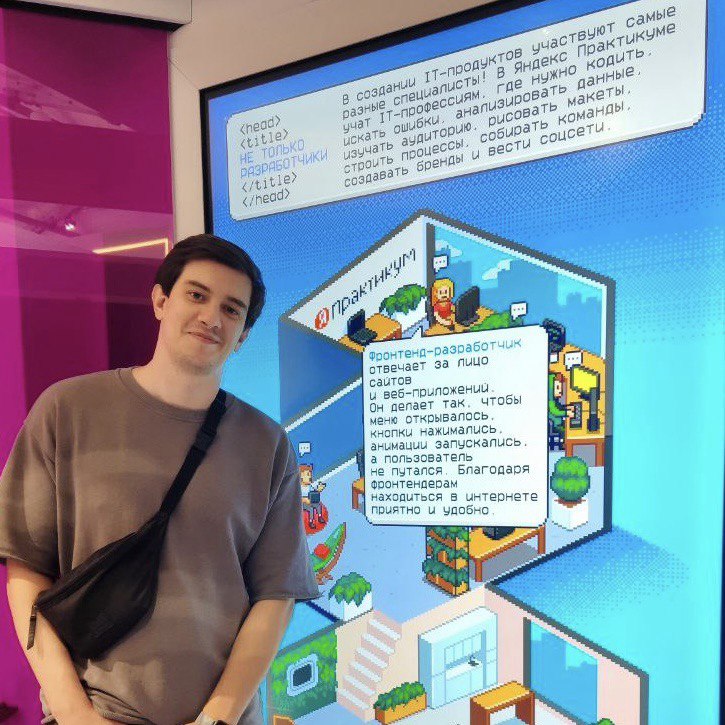 <head>
<title>
НЕ ТОЛЬКО
РАЗРАБОТЧИКИ
</title>
</head>
В создании IT-продуктов участвуют самые
разные специалисты! В Яндекс Практикуме
учат IT-профессиям, где нужно кодить,
искать ошибки, анализировать данные,
изучать аудиторию, рисовать макеты,
строить процессы, собирать команды,
создавать бренды и вести соцсети.
Я практикум
Фронтенд-разработчик
отвечает за лицо
сайтов
и веб-приложений.
Он делает так, чтобы
меню открывалось,
кнопки нажимались,
анимации запускались,
а пользователь
не путался. Благодаря
фронтендерам
находиться в интернете
приятно и удобно.